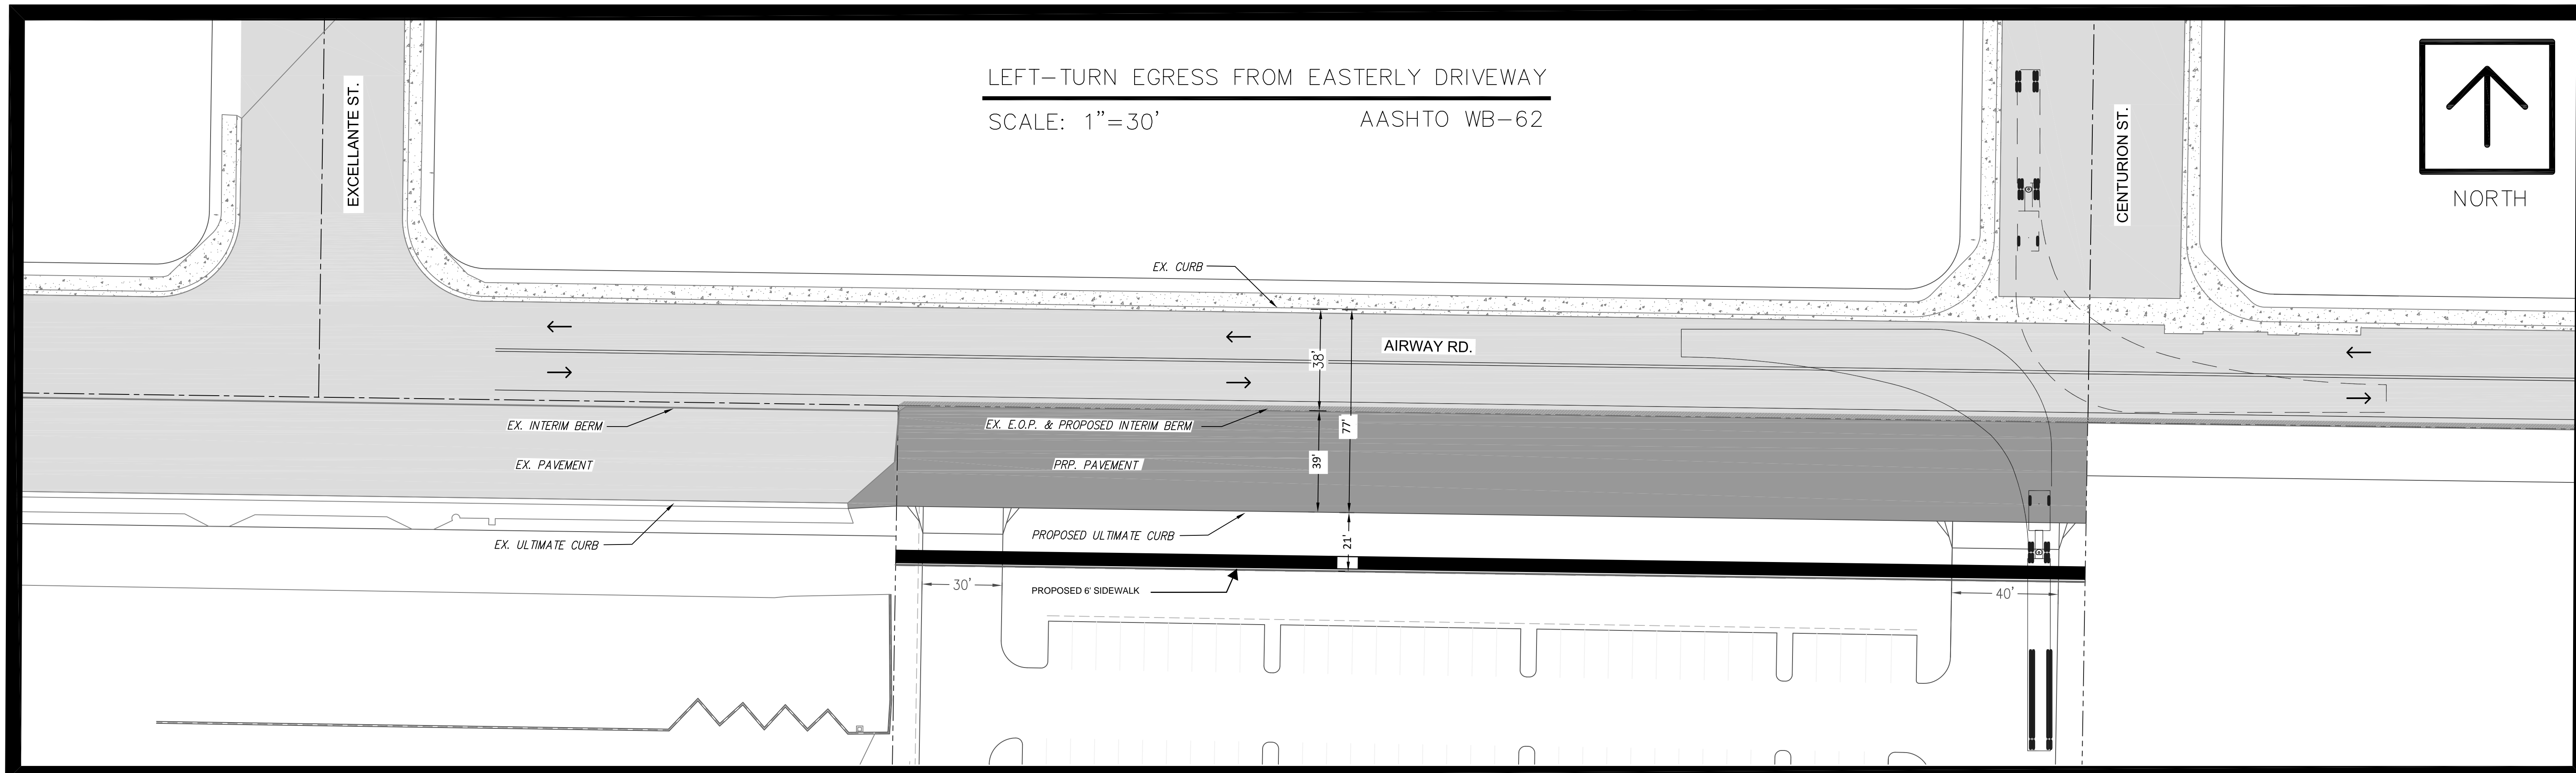 LEFT-TURN EGRESS FROM EASTERLY DRIVEWAY
SCALE: 1"=30' AASHTO WB-62
EXCELLANTE ST.
CENTURION ST.
NORTH
EX. CURB
AIRWAY RD.
38'
77'
39'
21'
EX. INTERIM BERM
EX. E.O.P. & PROPOSED INTERIM BERM
EX. PAVEMENT
PRP. PAVEMENT
EX. ULTIMATE CURB
PROPOSED ULTIMATE CURB
30'
PROPOSED 6' SIDEWALK
40'